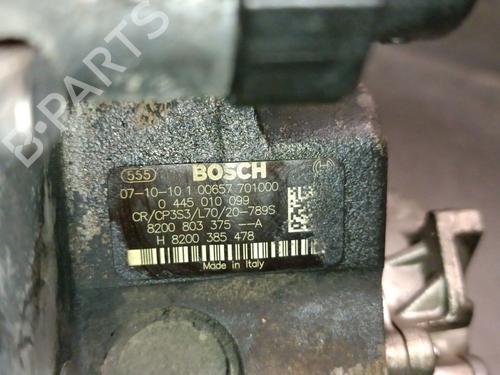 B-PARTS
555 BOSCH
07-10-10 1 00657 701000
0 445 010 099
CR/CP3S3/L70/20-789S
8200 803 375 --A
H 8200 385 478
Made in Italy